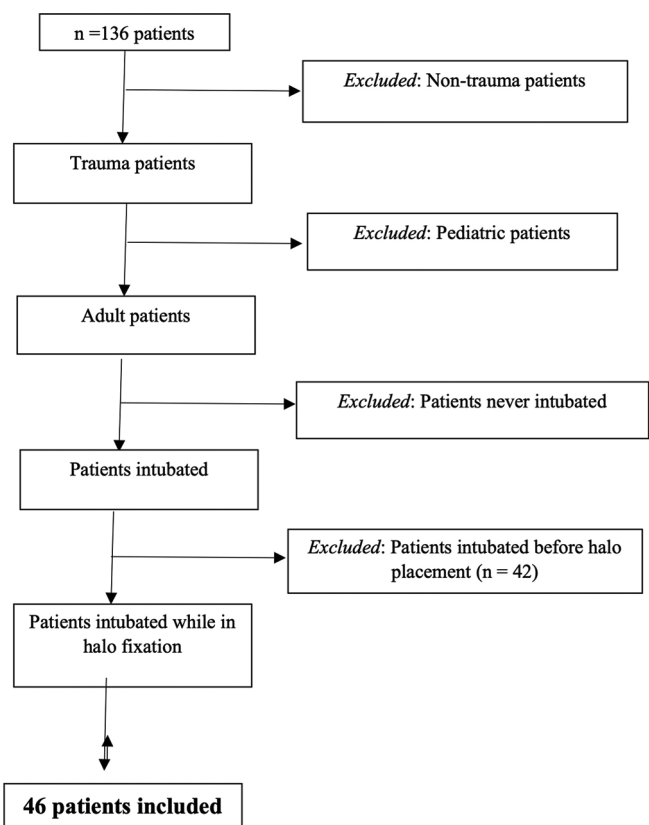 n =136 patients
Excluded: Non-trauma patients
Trauma patients
Excluded: Pediatric patients
Adult patients
Excluded: Patients never intubated
Patients intubated
Excluded: Patients intubated before halo
placement (n = 42)
Patients intubated while in
halo fixation
46 patients included